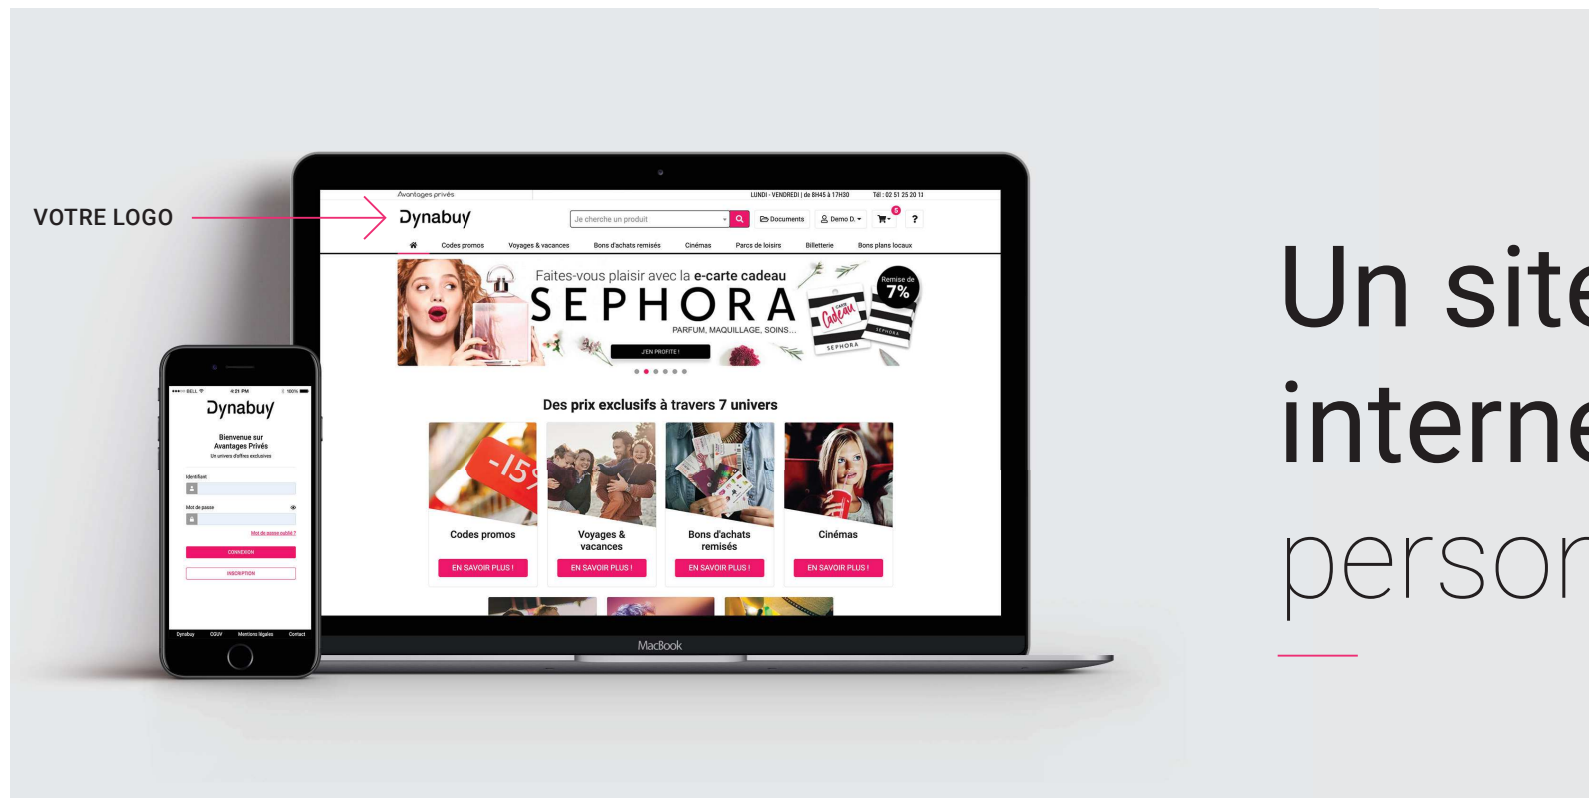 VOTRE LOGO
Avantages privés
LUNDI - VENDREDI | de 8H45 à 17H30
Tél : 02 51 25 20 11
Dynabuy
Je cherche un produit
Documents
Demo D.
6
?
Codes promos
Voyages & vacances
Bons d'achats remisés
Cinémas
Parcs de loisirs
Billetterie
Bons plans locaux
Faites-vous plaisir avec la e-carte cadeau
SEPHORA
PARFUM, MAQUILLAGE, SOINS...
J'EN PROFITE !
Remise de
7%
CARTE
Cadeau
SEPHORA
SEPHORA
Des prix exclusifs à travers 7 univers
-15%
Codes promos
EN SAVOIR PLUS !
Voyages &
vacances
EN SAVOIR PLUS !
Bons d'achats
remisés
EN SAVOIR PLUS !
Cinémas
EN SAVOIR PLUS !
MacBook
BELL
4:21 PM
100%
Dynabuy
Bienvenue sur
Avantages Privés
Un univers d'offres exclusives
Identifiant
Mot de passe
Mot de passe oublié ?
CONNEXION
INSCRIPTION
Dynabuy
CGUV
Mentions légales
Contact
Un site
interne
person